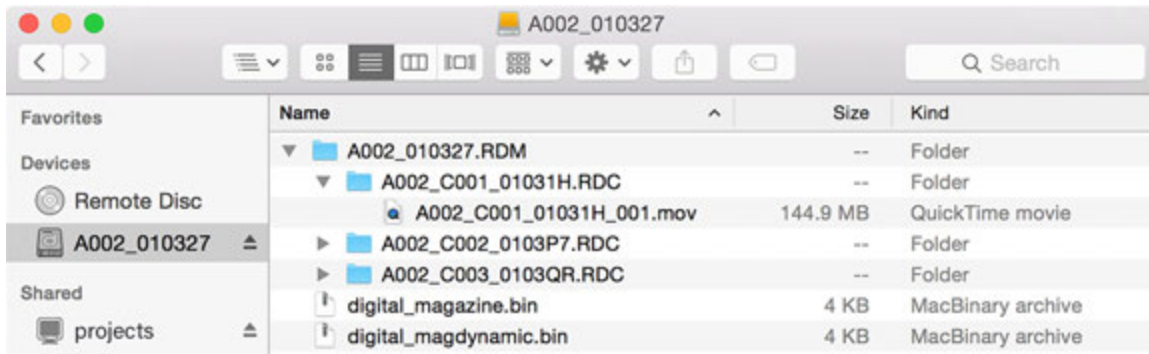 A002_010327
Search
Favorites
Devices
Remote Disc
A002_010327
Shared
projects
Name Size Kind
A002_010327.RDM -- Folder
A002_C001_01031H.RDC -- Folder
A002_C001_01031H_001.mov 144.9 MB QuickTime movie
A002_C002_0103P7.RDC -- Folder
A002_C003_0103QR.RDC -- Folder
digital_magazine.bin 4 KB MacBinary archive
digital_magdynamic.bin 4 KB MacBinary archive